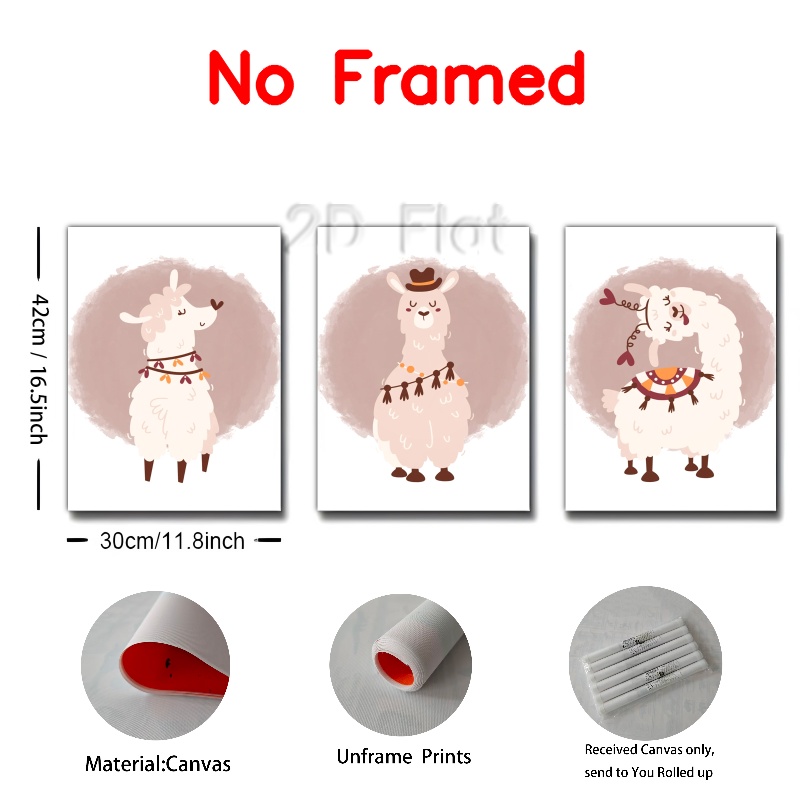 No Framed
2D Flat
42cm / 16.5inch
30cm/11.8inch
Material:Canvas
Unframe Prints
Received Canvas only,
send to You Rolled up